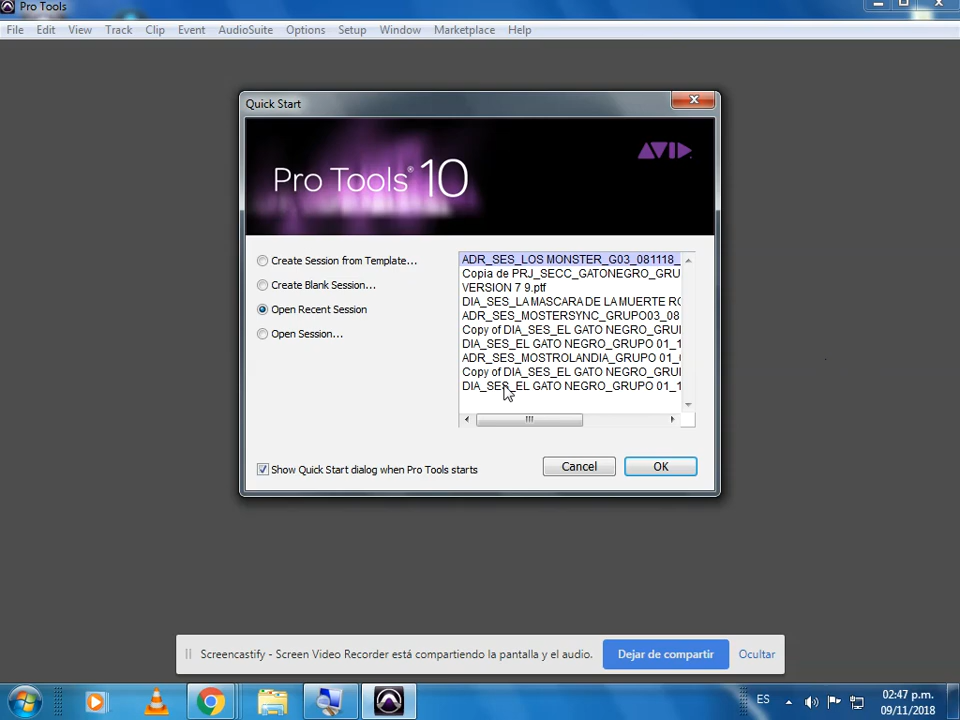 Pro Tools
File Edit View Track Clip Event AudioSuite Options Setup Window Marketplace Help
Quick Start
AVID
Pro Tools® 10
Create Session from Template...
Create Blank Session...
Open Recent Session
Open Session...
ADR_SES_LOS MONSTER_G03_081118_
Copia de PRJ_SECC_GATONEGRO_GRU
VERSION 7 9.ptf
DIA_SES_LA MASCARA DE LA MUERTE RO
ADR_SES_MOSTERSYNC_GRUPO03_08
Copy of DIA_SES_EL GATO NEGRO_GRU
DIA_SES_EL GATO NEGRO_GRUPO 01_1
ADR_SES_MOSTROLANDIA_GRUPO 01_
Copy of DIA_SES_EL GATO NEGRO_GRU
DIA_SES_EL GATO NEGRO_GRUPO 01_1
Show Quick Start dialog when Pro Tools starts
Cancel
OK
Screencastify - Screen Video Recorder está compartiendo la pantalla y el audio.
Dejar de compartir
Ocultar
ES
02:47 p.m.
09/11/2018